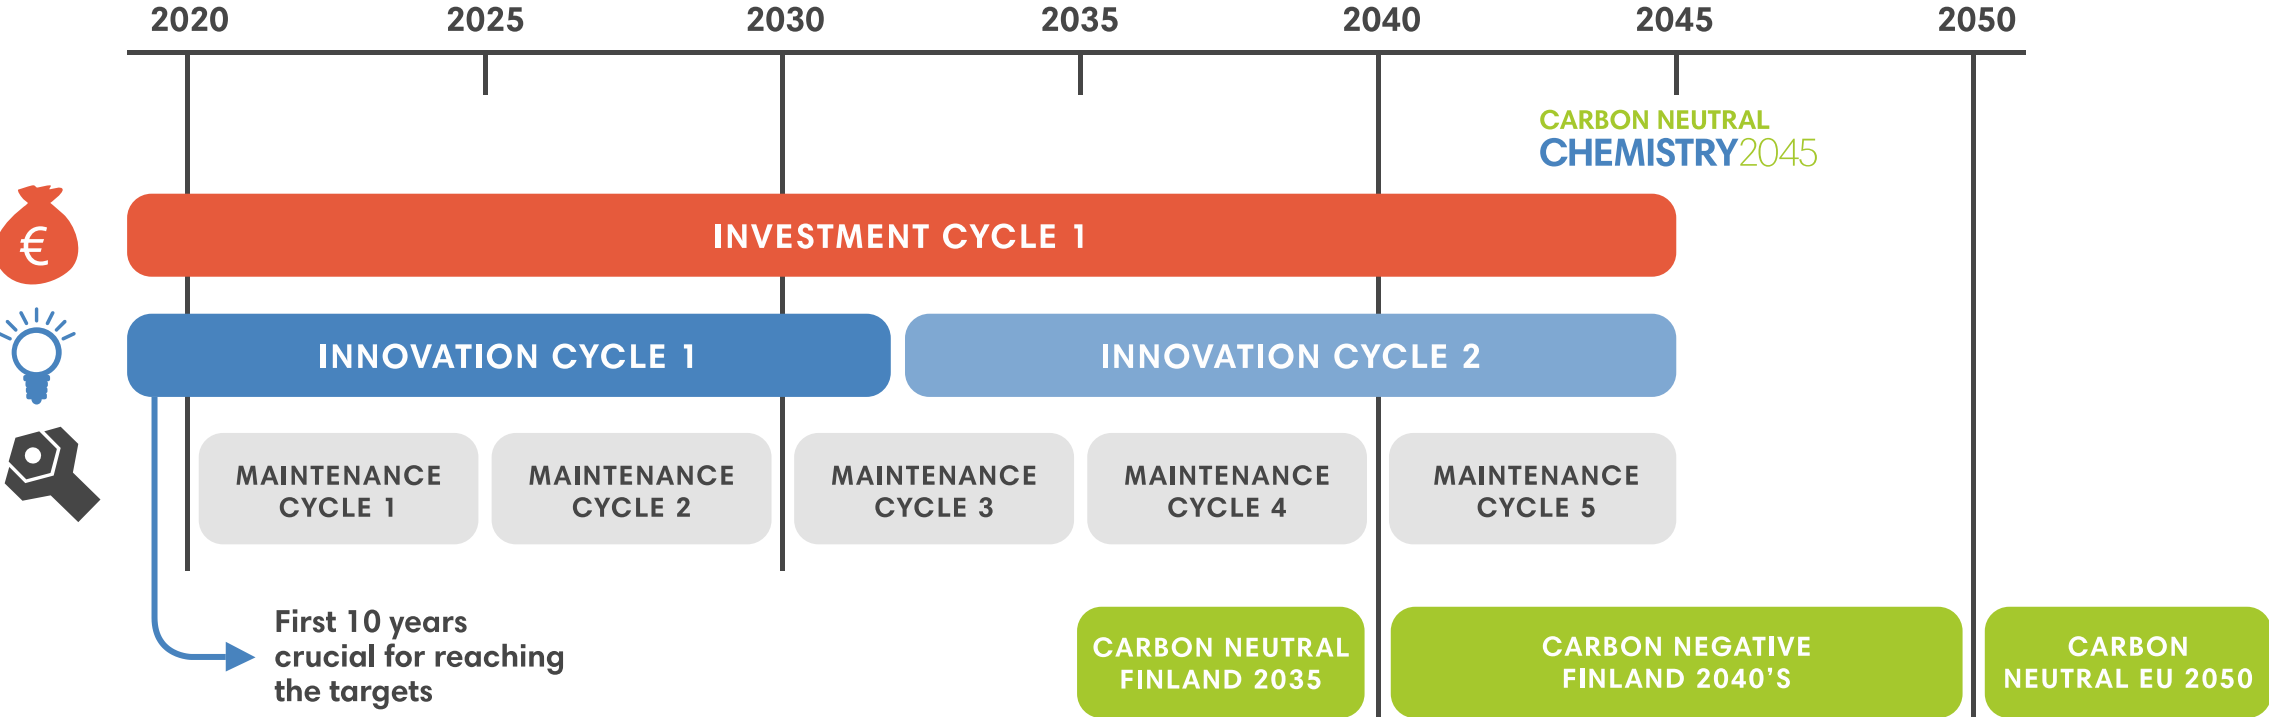 2020 2025 2030 2035 2040 2045 2050
CARBON NEUTRAL
CHEMISTRY2045
€
INVESTMENT CYCLE 1
INNOVATION CYCLE 1
INNOVATION CYCLE 2
MAINTENANCE
CYCLE 1
MAINTENANCE
CYCLE 2
MAINTENANCE
CYCLE 3
MAINTENANCE
CYCLE 4
MAINTENANCE
CYCLE 5
First 10 years
crucial for reaching
the targets
CARBON NEUTRAL
FINLAND 2035
CARBON NEGATIVE
FINLAND 2040'S
CARBON
NEUTRAL EU 2050